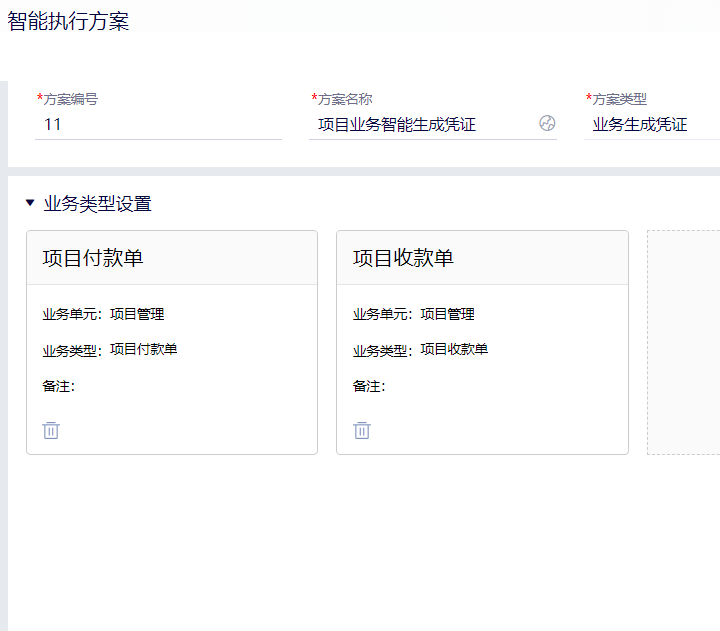 智能执行方案
*方案编号 *方案名称 *方案类型
11 项目业务智能生成凭证 业务生成凭证
业务类型设置
项目付款单
业务单元：项目管理
业务类型：项目付款单
备注：
项目收款单
业务单元：项目管理
业务类型：项目收款单
备注：